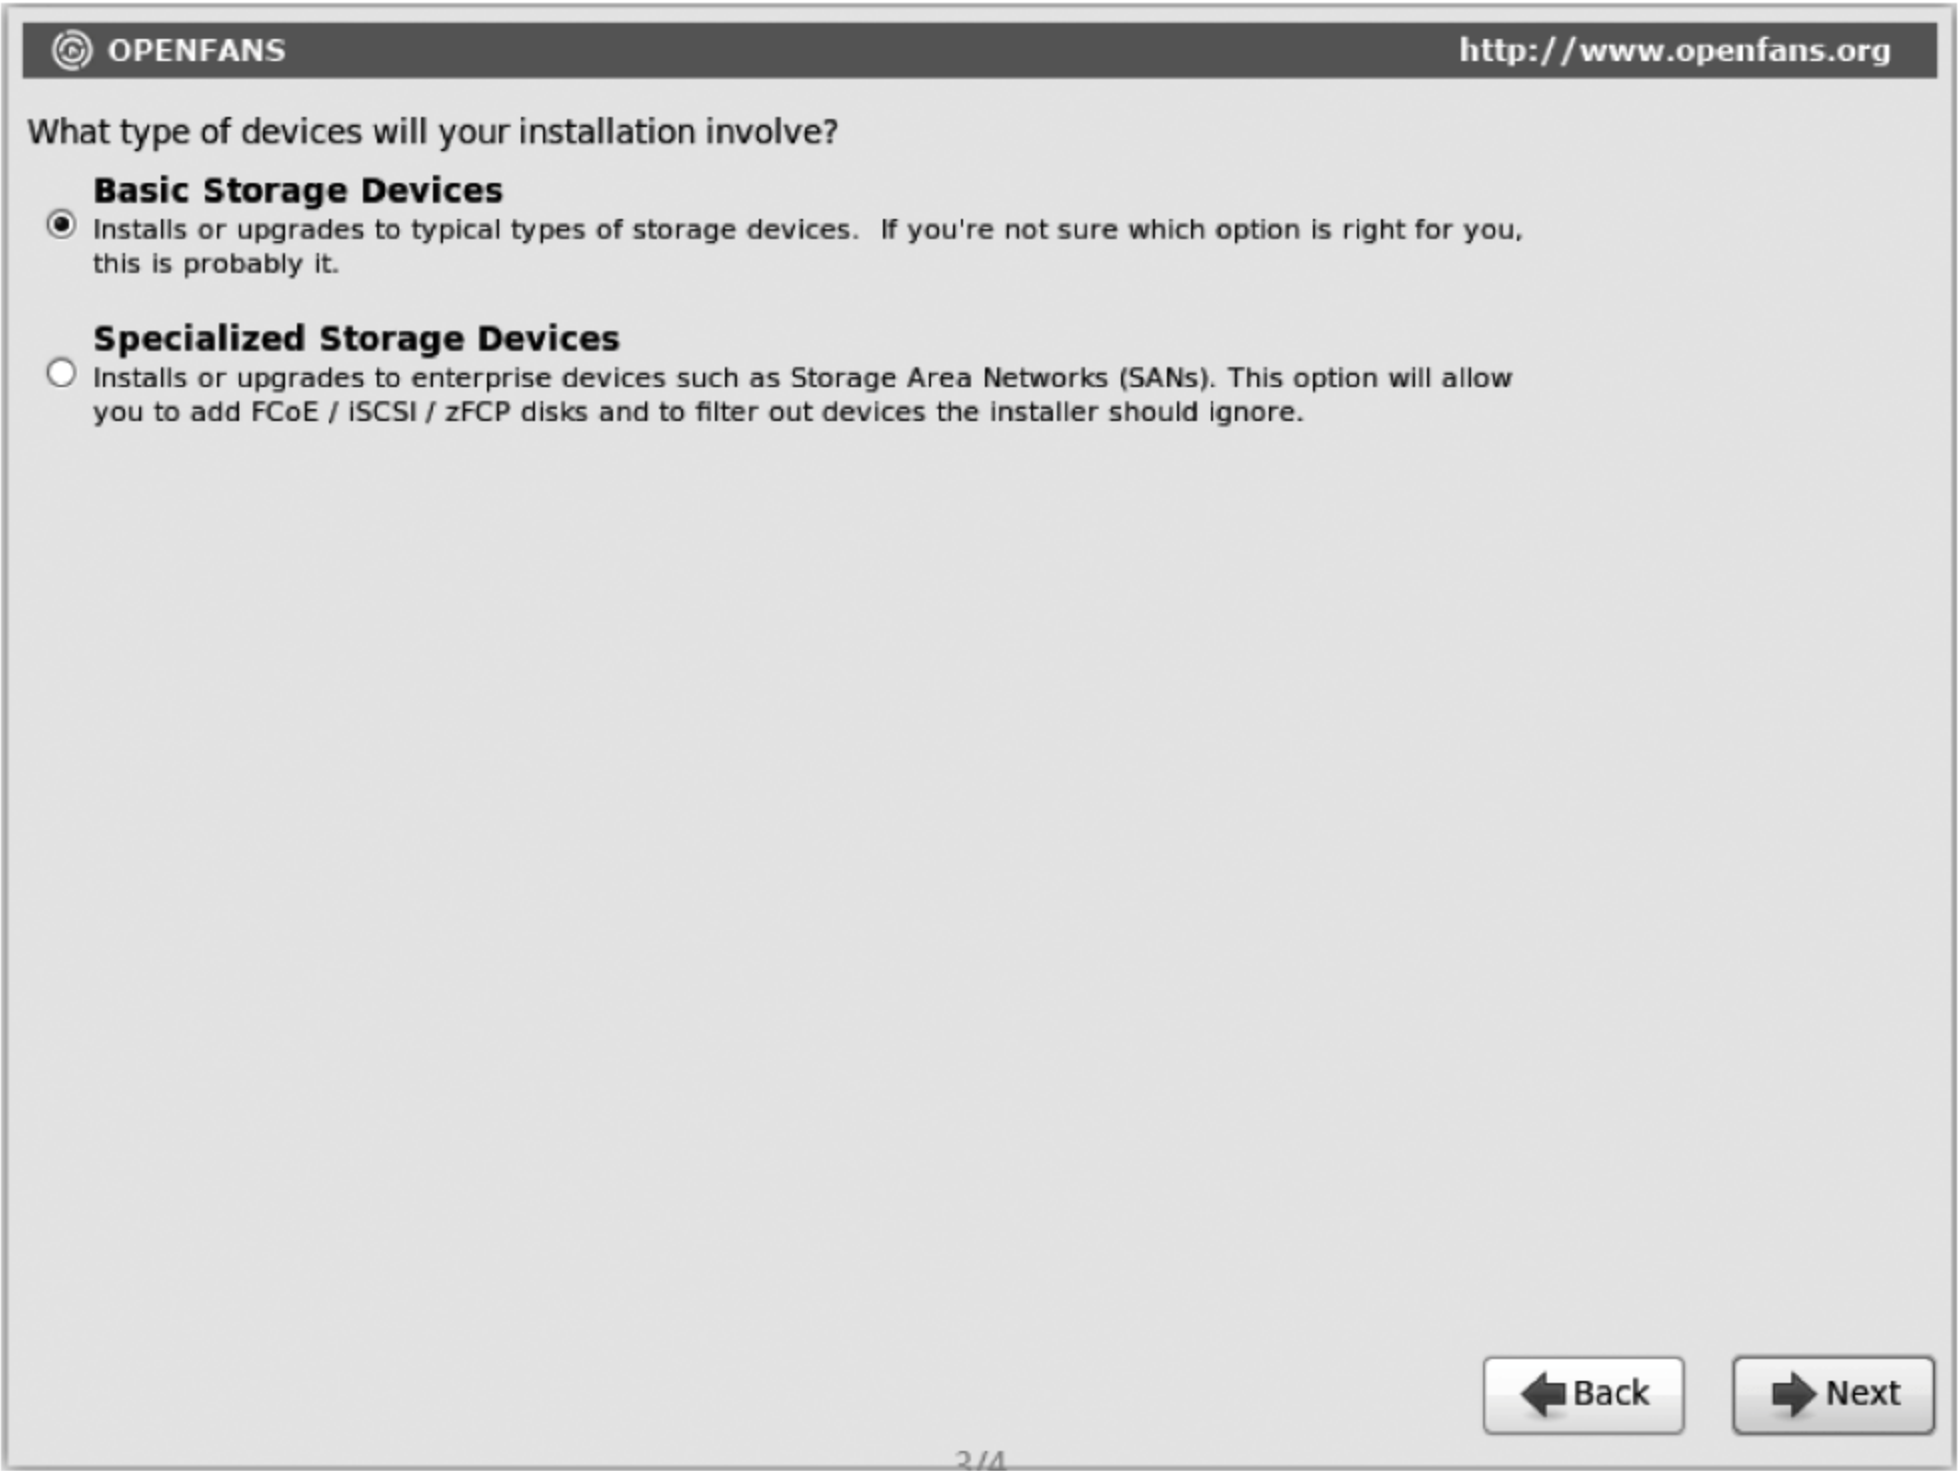 OPENFANS
http://www.openfans.org
What type of devices will your installation involve?
Basic Storage Devices
Installs or upgrades to typical types of storage devices.  If you're not sure which option is right for you,
this is probably it.
Specialized Storage Devices
Installs or upgrades to enterprise devices such as Storage Area Networks (SANs). This option will allow
you to add FCoE / iSCSI / zFCP disks and to filter out devices the installer should ignore.
Back
Next
3/4